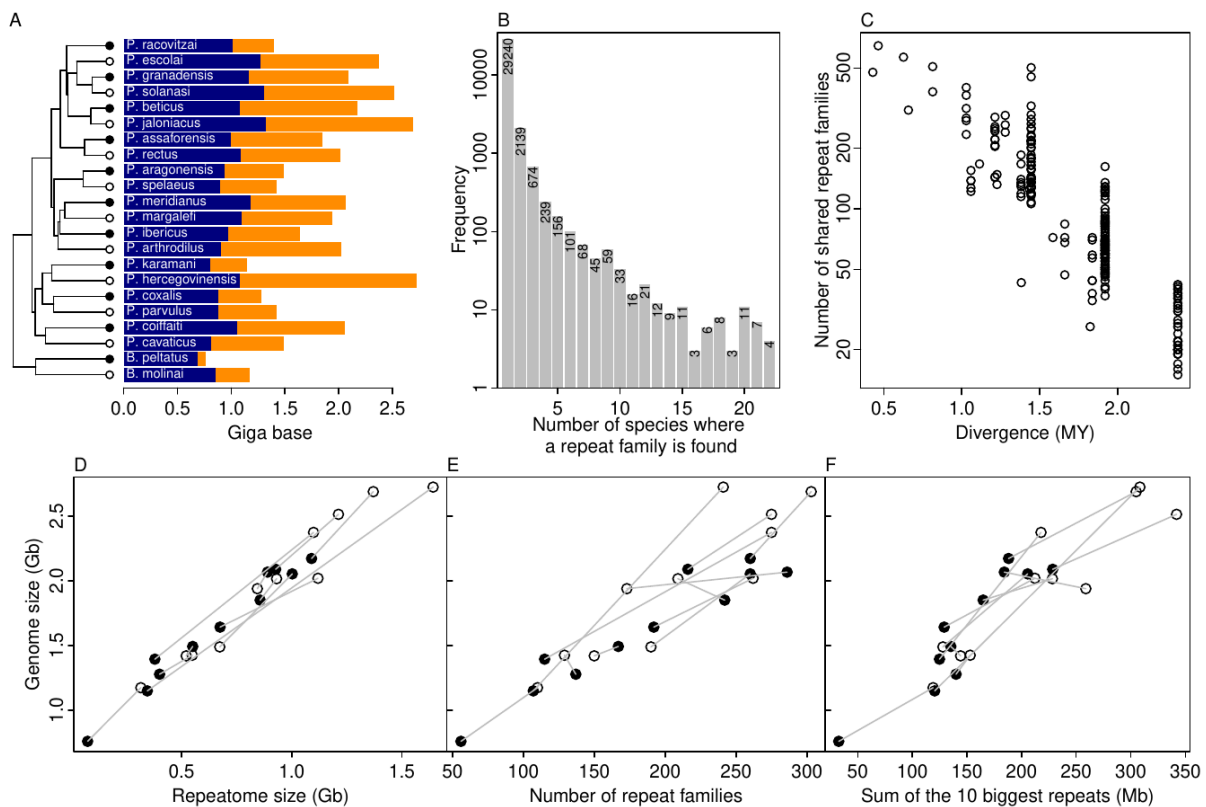 A
P. racovitzai
P. escolai
P. granadensis
P. solanasi
P. beticus
P. jaloniacus
P. assaforensis
P. rectus
P. aragonensis
P. spelaeus
P. meridianus
P. margalefi
P. ibericus
P. arthrodilus
P. karamani
P. hercegovinensis
P. coxalis
P. parvulus
P. coiffaiti
P. cavaticus
B. peltatus
B. molinai
0.0 0.5 1.0 1.5 2.0 2.5
Giga base
B
Frequency
10000
1000
100
10
1
29240
2139
674
239
156
101
68
45
59
33
16
21
12
9
11
3
6
8
3
11
7
4
5 10 15 20
Number of species where
a repeat family is found
C
Number of shared repeat families
500
200
100
50
20
0.5 1.0 1.5 2.0
Divergence (MY)
D
Genome size (Gb)
2.5
2.0
1.5
1.0
0.5 1.0 1.5
Repeatome size (Gb)
E
50 100 150 200 250 300
Number of repeat families
F
50 100 150 200 250 300 350
Sum of the 10 biggest repeats (Mb)